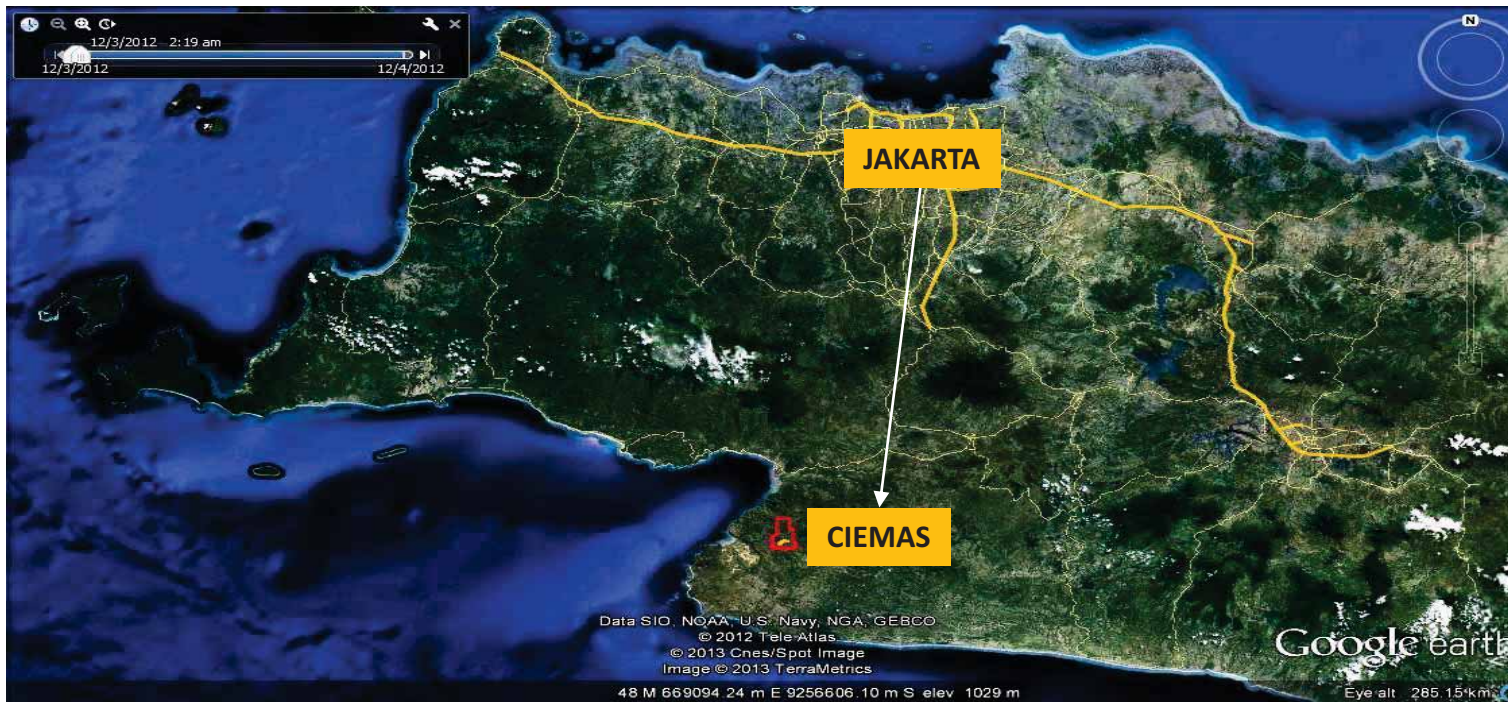 12/3/2012 2:19 am
12/3/2012
12/4/2012
N
JAKARTA
CIEMAS
Data SIO, NOAA, U.S. Navy, NGA, GEBCO
© 2012 Tele Atlas
© 2013 Cnes/Spot Image
Image © 2013 TerraMetrics
Google earth
48 M 669094.24 m E 9256606.10 m S elev 1029 m
Eye alt 285.15 km